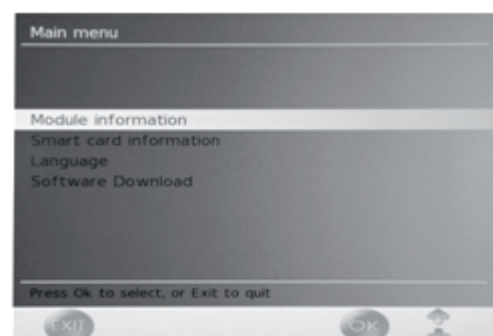 Main menu
Module information
Smart card information
Language
Software Download
Press Ok to select, or Exit to quit
EXIT
OK